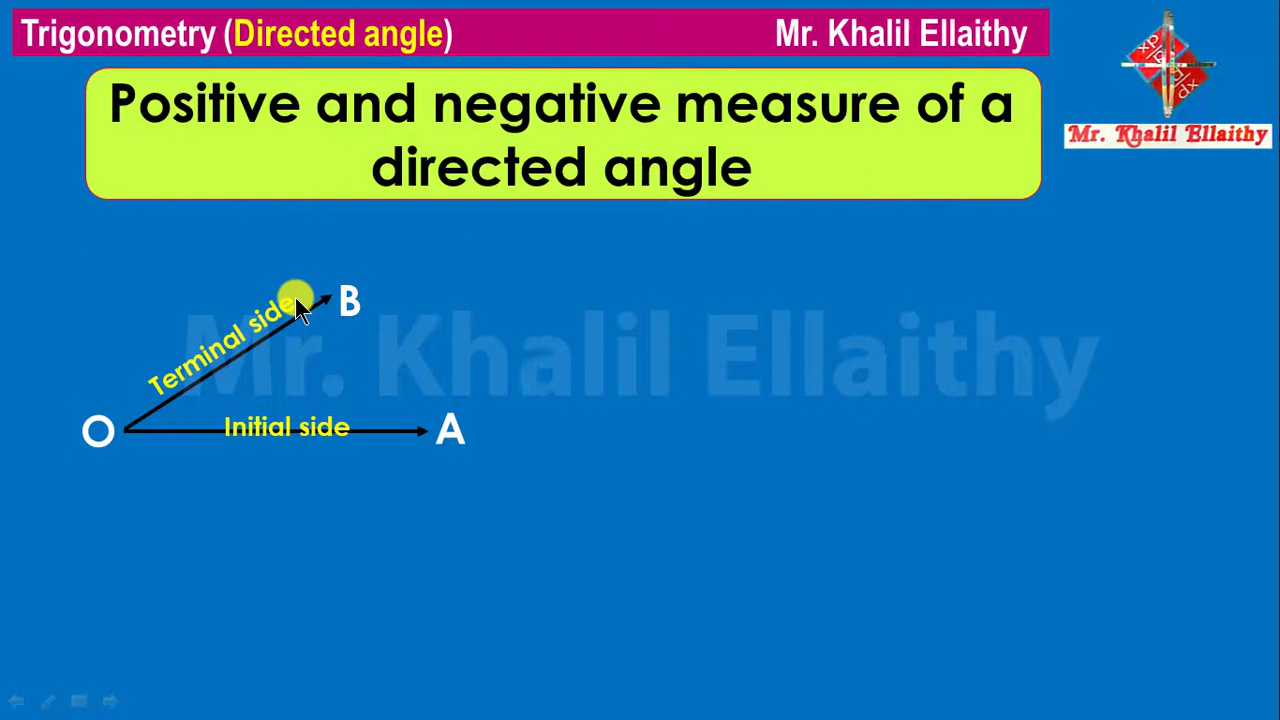 Trigonometry (Directed angle)
Mr. Khalil Ellaithy
Positive and negative measure of a
directed angle
Mr. Khalil Ellaithy
Terminal side
B
Mr. Khalil Ellaithy
O
Initial side
A